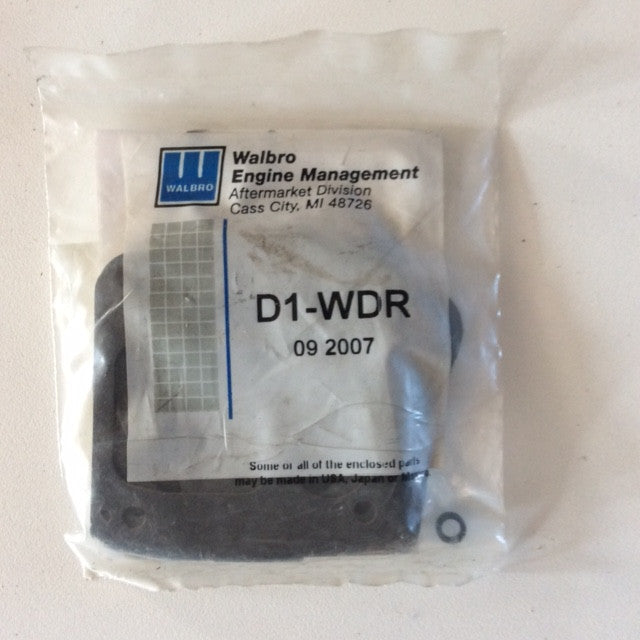 WALBRO
Walbro
Engine Management
Aftermarket Division
Cass City, MI 48726
D1-WDR
09 2007
Some or all of the enclosed parts
may be made in USA, Japan or